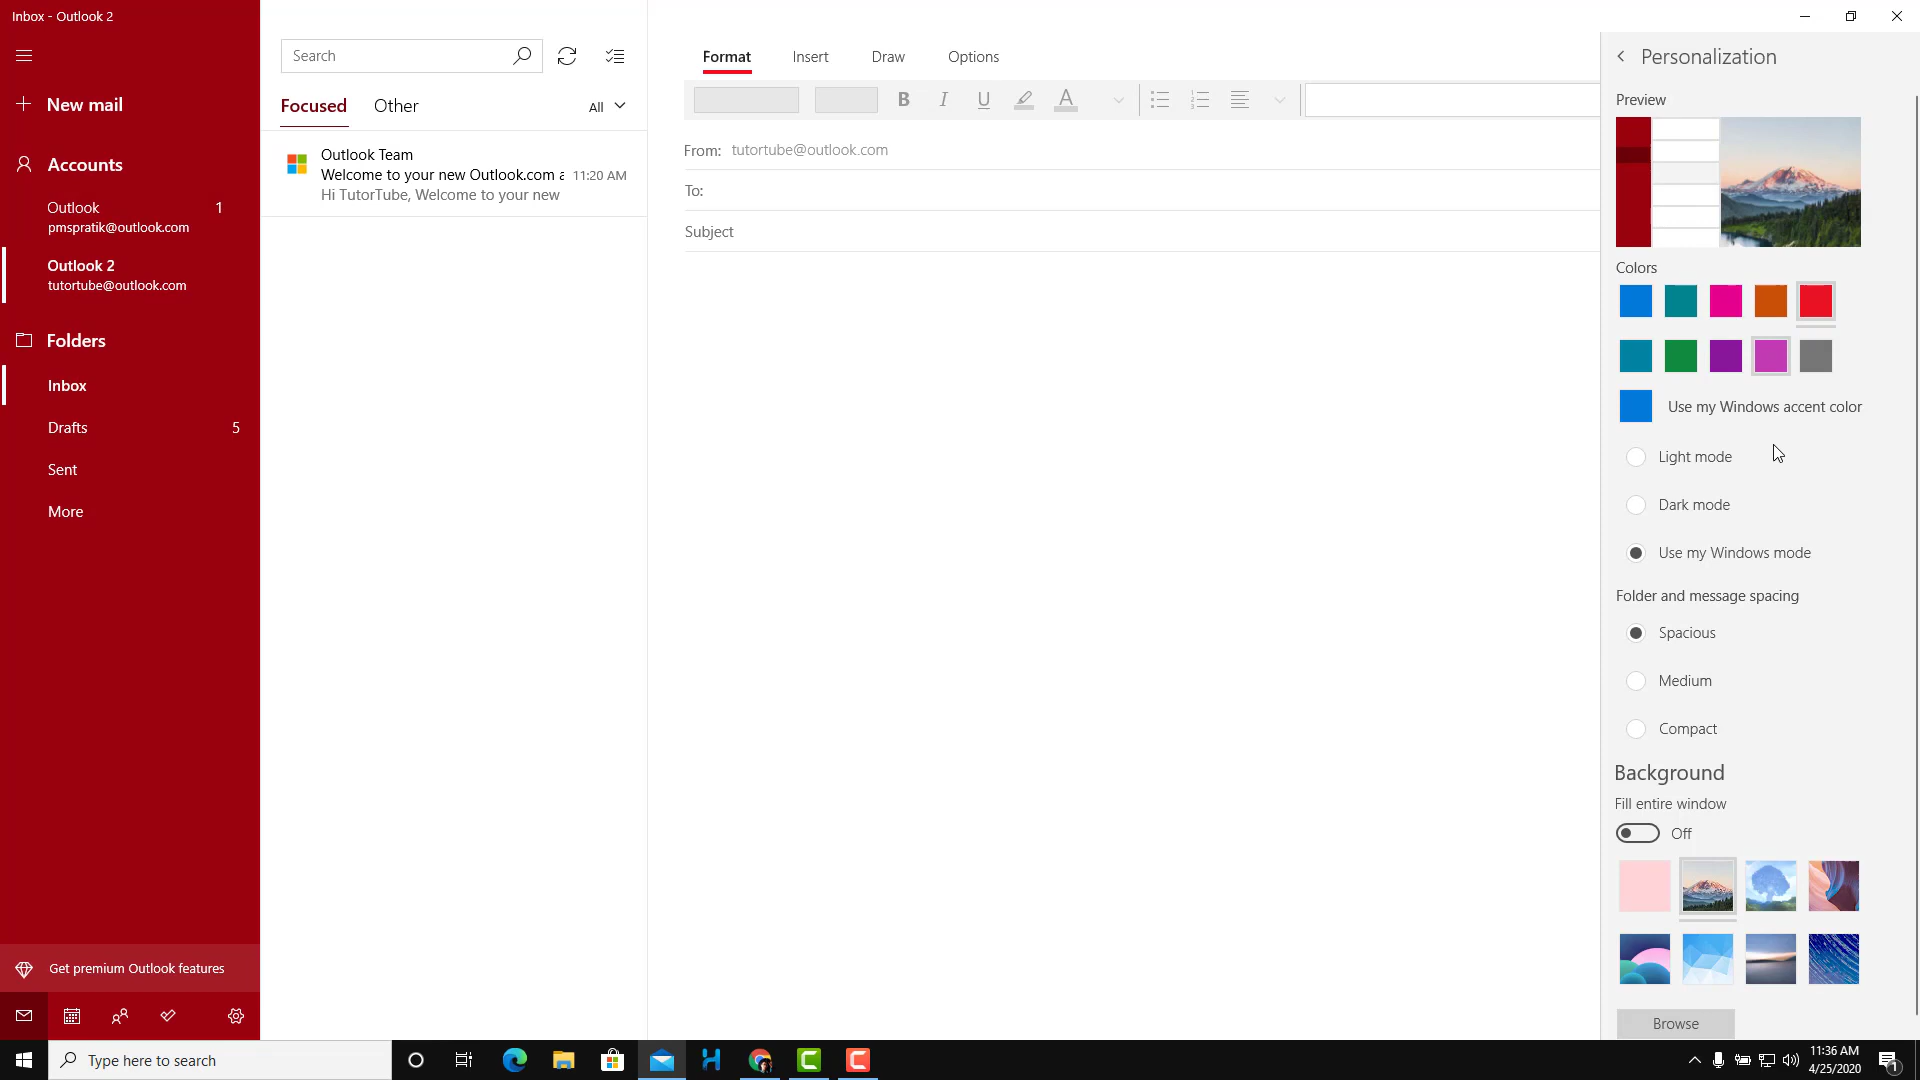 Inbox - Outlook 2
New mail
Accounts
Outlook 1
pmspratik@outlook.com
Outlook 2
tutortube@outlook.com
Folders
Inbox
Drafts 5
Sent
More
Get premium Outlook features
Search
Focused Other All
Outlook Team
Welcome to your new Outlook.com a 11:20 AM
Hi TutorTube, Welcome to your new
Format Insert Draw Options
B I U A
From: tutortube@outlook.com
To:
Subject
Personalization
Preview
Colors
Use my Windows accent color
Light mode
Dark mode
Use my Windows mode
Folder and message spacing
Spacious
Medium
Compact
Background
Fill entire window
Off
Browse
Type here to search
11:36 AM
4/25/2020
1